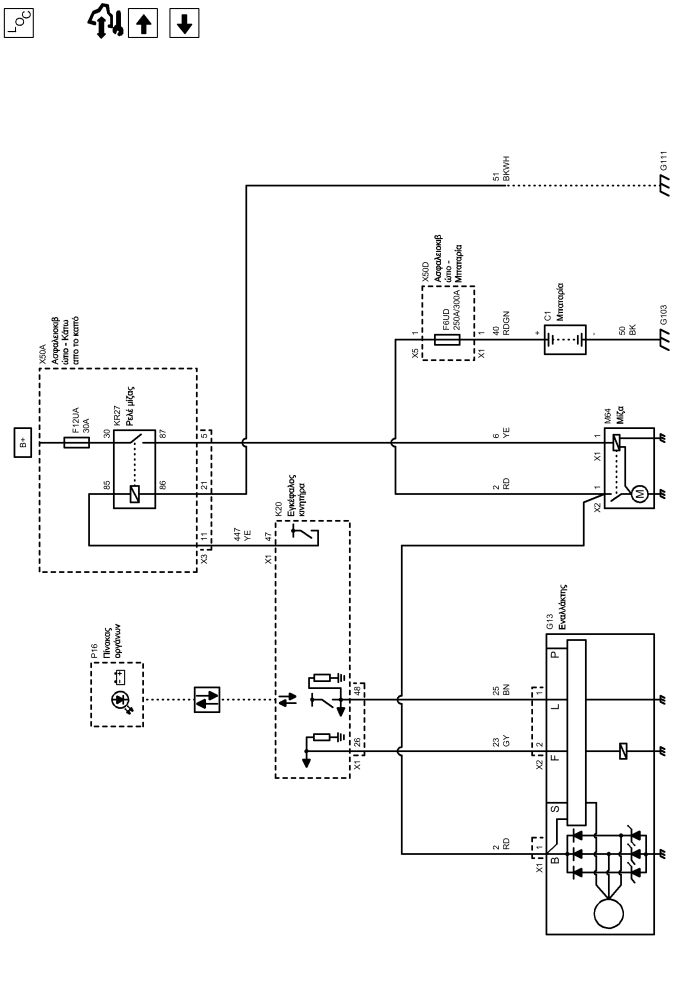 LOC
B+
X50A
Ασφαλειοκιβ
ώτιο - Κάτω
απο το καπό
F12UA
30A
30
KR27
Ρελέ μίζας
87
85
86
5
21
11
X3
447
YE
47
X1
K20
Εγκέφαλος
κινητήρα
P16
Πίνακας
οργάνων
- +
48
26
X1
51
BKWH
G111
X50D
Ασφαλειοκιβ
ώτιο -
Μπαταρία
F6UD
250A/300A
1
X5
1
X1
40
RDGN
C1
Μπαταρία
+
-
50
BK
G103
6
YE
2
RD
M64
Μίζα
1
X1
1
X2
M
G13
Εναλλάκτης
P
25
BN
1
L
23
GY
2
X2
F
S
2
RD
1
X1
B